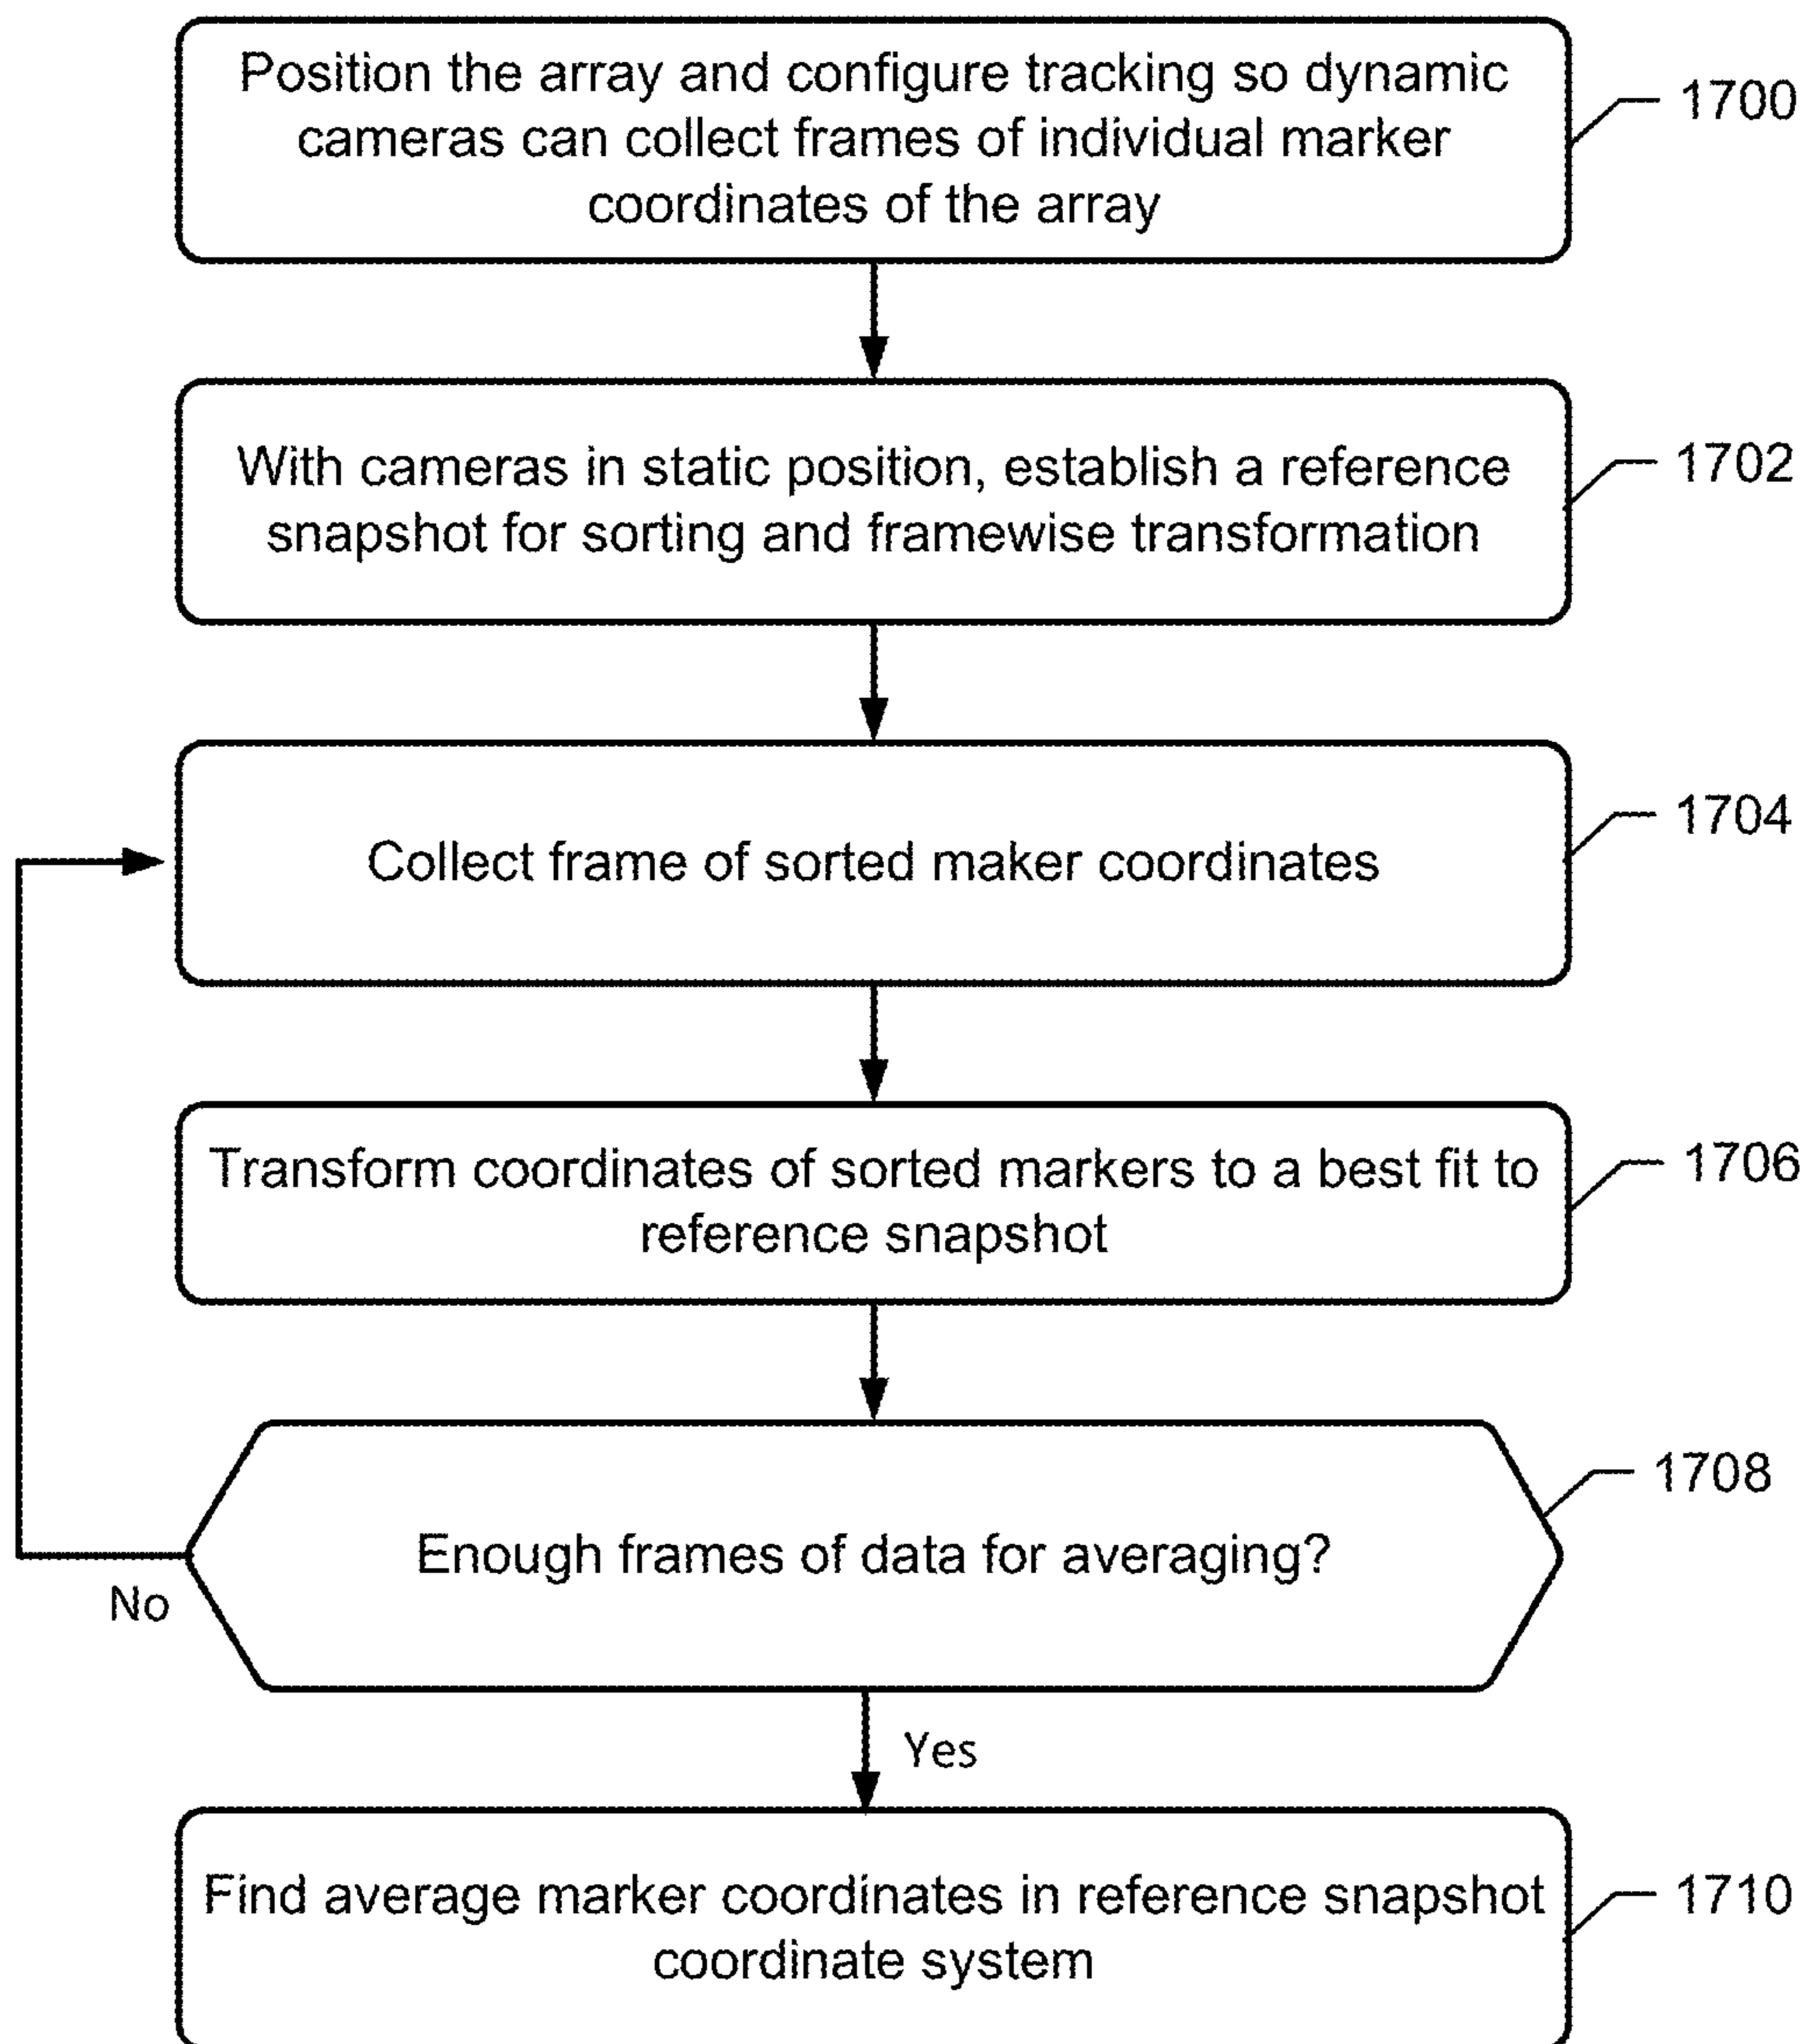 Position the array and configure tracking so dynamic
cameras can collect frames of individual marker
coordinates of the array
1700
With cameras in static position, establish a reference
snapshot for sorting and framewise transformation
1702
Collect frame of sorted maker coordinates
1704
Transform coordinates of sorted markers to a best fit to
reference snapshot
1706
Enough frames of data for averaging?
1708
No
Yes
Find average marker coordinates in reference snapshot
coordinate system
1710